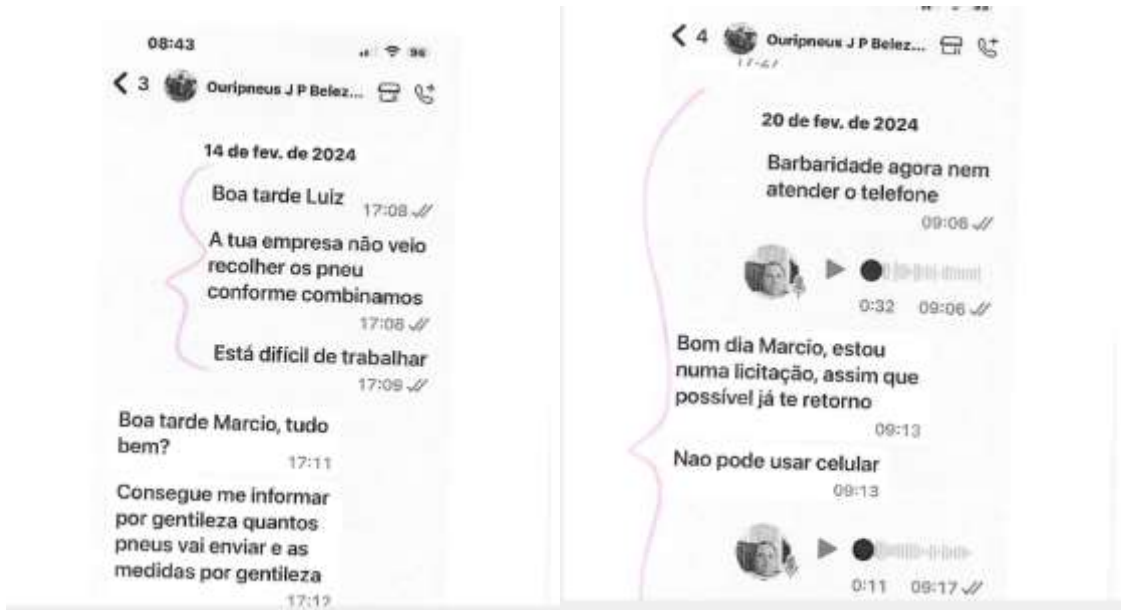 08:43
98
3 Ouripneus J P Belez...
14 de fev. de 2024
Boa tarde Luiz
17:08
A tua empresa não veio
recolher os pneu
conforme combinamos
17:08
Está difícil de trabalhar
17:09
Boa tarde Marcio, tudo
bem?
17:11
Consegue me informar
por gentileza quantos
pneus vai enviar e as
medidas por gentileza
17:12
4 Ouripneus J P Belez...
20 de fev. de 2024
Barbaridade agora nem
atender o telefone
09:06
0:32 09:06
Bom dia Marcio, estou
numa licitação, assim que
possível já te retorno
09:13
Nao pode usar celular
09:13
0:11 09:17